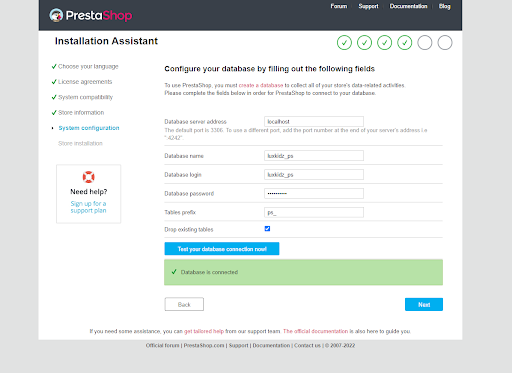 Forum Support Documentation Blog
PrestaShop
Installation Assistant
Choose your language
License agreements
System compatibility
Store information
System configuration
Store installation
Need help?
Sign up for a
support plan
Configure your database by filling out the following fields
To use PrestaShop, you must create a database to collect all of your store's data-related activities.
Please complete the fields below in order for PrestaShop to connect to your database.
Database server address localhost
The default port is 3306. To use a different port, add the port number at the end of your server's address i.e
":4242".
Database name luxkidz_ps
Database login luxkidz_ps
Database password ••••••••••
Tables prefix ps_
Drop existing tables
Test your database connection now!
Database is connected
Back Next
If you need some assistance, you can get tailored help from our support team. The official documentation is also here to guide you.
Official forum | PrestaShop.com | Support | Documentation | Contact us | © 2007-2022